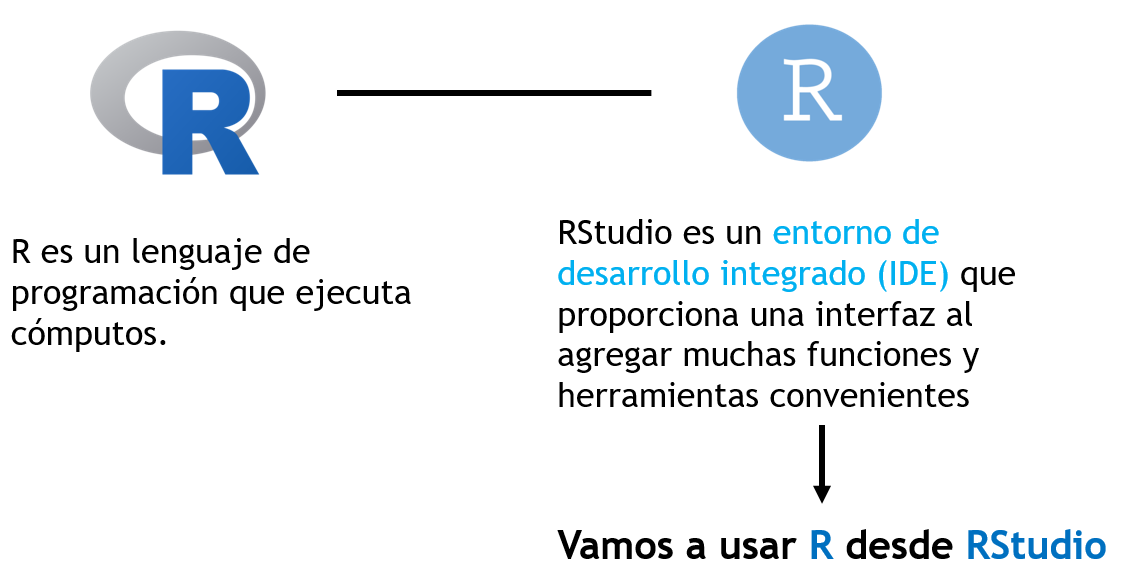 R
R
R es un lenguaje de
programación que ejecuta
cómputos.
RStudio es un entorno de
desarrollo integrado (IDE) que
proporciona una interfaz al
agregar muchas funciones y
herramientas convenientes
Vamos a usar R desde RStudio